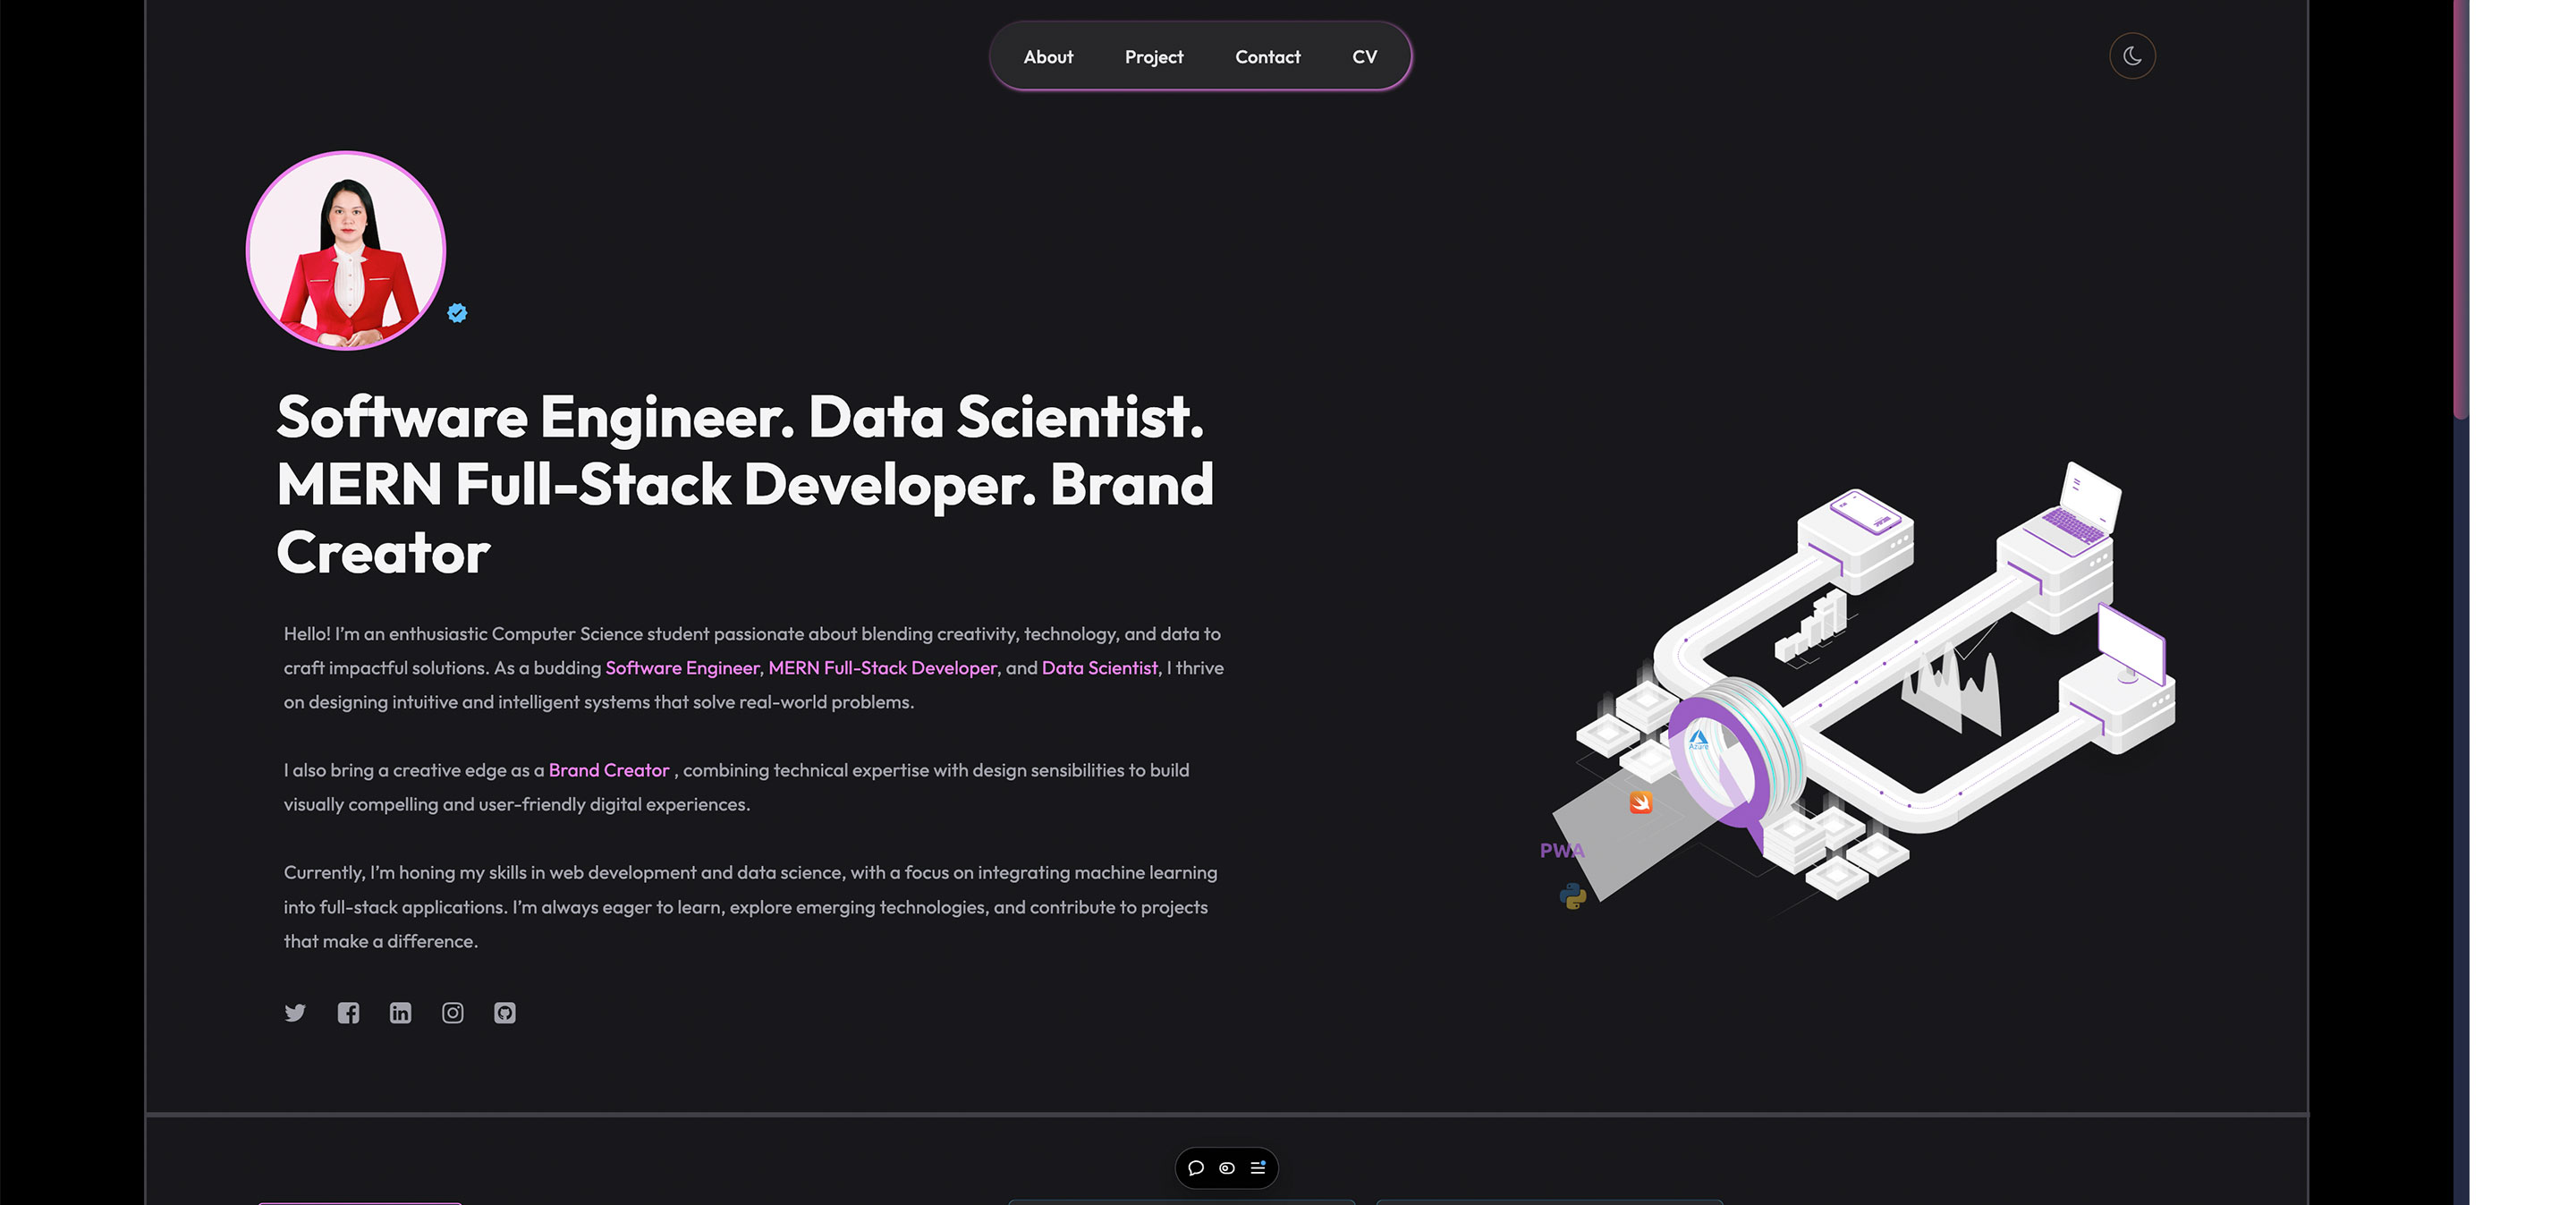 About
Project
Contact
CV
Software Engineer. Data Scientist.
MERN Full-Stack Developer. Brand
Creator
Hello! I'm an enthusiastic Computer Science student passionate about blending creativity, technology, and data to
craft impactful solutions. As a budding Software Engineer, MERN Full-Stack Developer, and Data Scientist, I thrive
on designing intuitive and intelligent systems that solve real-world problems.
I also bring a creative edge as a Brand Creator , combining technical expertise with design sensibilities to build
visually compelling and user-friendly digital experiences.
Currently, I'm honing my skills in web development and data science, with a focus on integrating machine learning
into full-stack applications. I'm always eager to learn, explore emerging technologies, and contribute to projects
that make a difference.
Azure
PWA